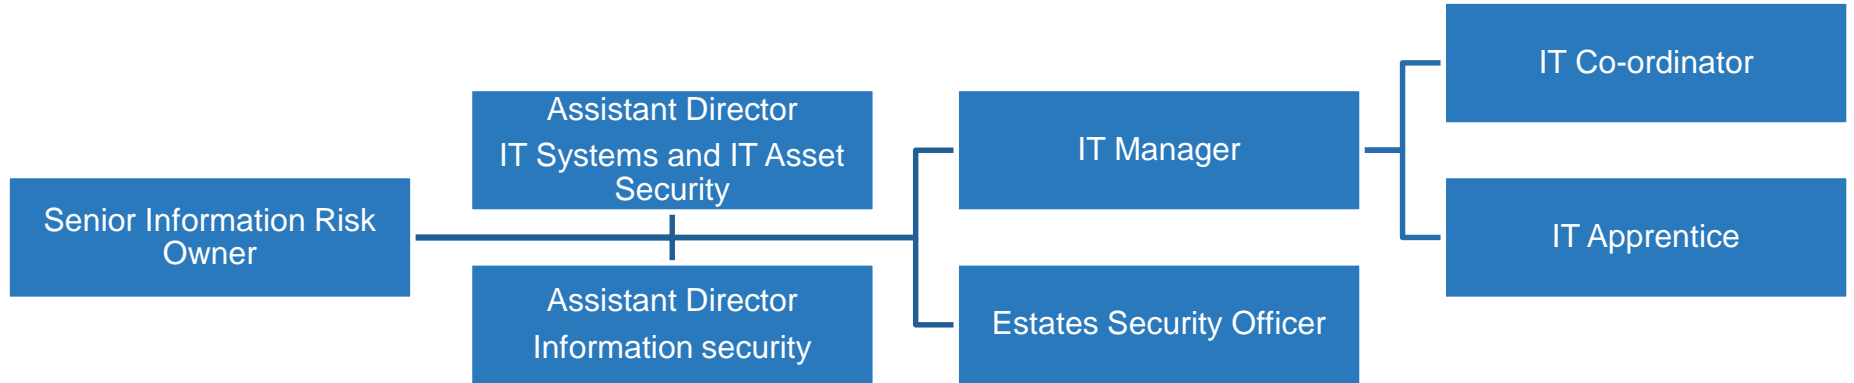 Senior Information Risk
Owner
Assistant Director
IT Systems and IT Asset
Security
Assistant Director
Information security
IT Manager
Estates Security Officer
IT Co-ordinator
IT Apprentice